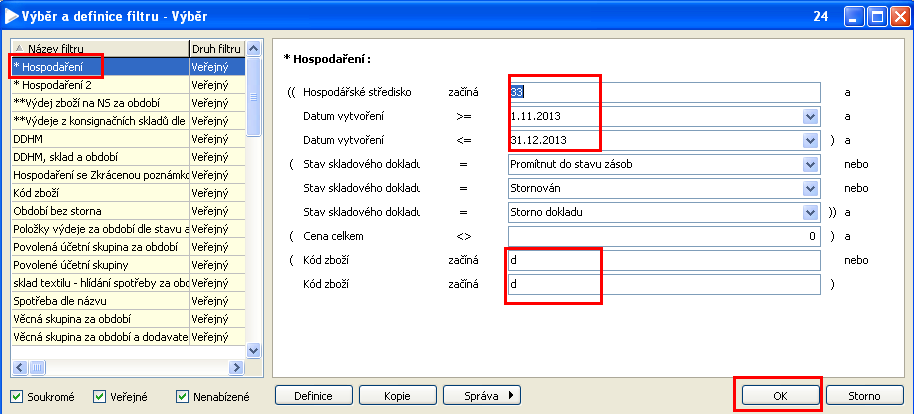 Výběr a definice filtru - Výběr 24
Název filtru Druh filtru
* Hospodaření Veřejný
* Hospodaření 2 Veřejný
**Výdej zboží na NS za období Veřejný
**Výdeje z konsignačních skladů dle Veřejný
DDHM Veřejný
DDHM, sklad a období Veřejný
Hospodaření se Zkrácenou poznámko Veřejný
Kód zboží Veřejný
Období bez storna Veřejný
Položky výdeje za období dle stavu a Veřejný
Povolená účetní skupina za období Veřejný
Povolené účetní skupiny Veřejný
sklad textilu - hlídání spotřeby za obd Veřejný
Spotřeba dle názvu Veřejný
Věcná skupina za období Veřejný
Věcná skupina za období a dodavate Veřejný
Soukromé Veřejné Nenabízené
* Hospodaření :
(( Hospodářské středisko začíná 33 a
Datum vytvoření >= 1.11.2013 a
Datum vytvoření <= 31.12.2013 ) a
( Stav skladového dokladu = Promítnut do stavu zásob nebo
Stav skladového dokladu = Stornován nebo
Stav skladového dokladu = Storno dokladu )) a
( Cena celkem <> 0 ) a
( Kód zboží začíná d nebo
Kód zboží začíná d )
Definice Kopie Správa OK Storno